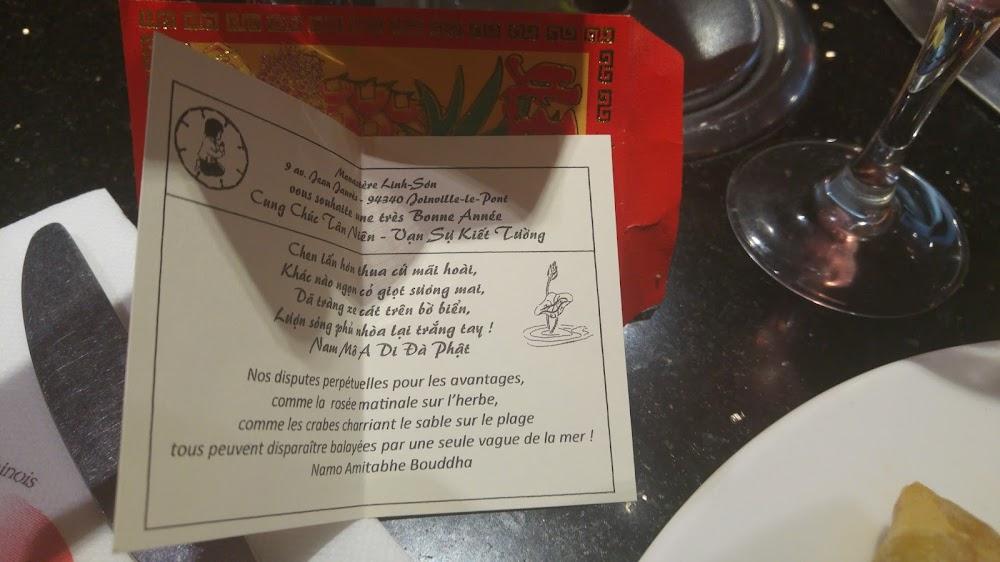 Monastère Linh-Sơn
9 av. Jean Jaurès - 94340 Joinville-le-Pont
vous souhaite une très Bonne Année
Cung Chúc Tân Niên - Vạn Sự Kiết Tường
Chen lấn hơn thua cứ mãi hoài,
Khác nào ngọn cỏ giọt sương mai,
Dã tràng xe cát trên bờ biển,
Lượn sóng phủ nhòa lại trắng tay !
Nam Mô A Di Đà Phật
Nos disputes perpétuelles pour les avantages,
comme la rosée matinale sur l'herbe,
comme les crabes charriant le sable sur le plage
tous peuvent disparaître balayées par une seule vague de la mer !
Namo Amitabhe Bouddha
inois